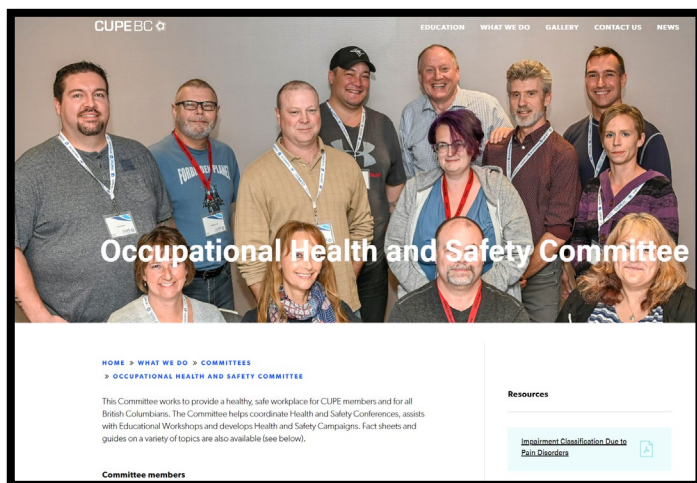 CUPEBC
EDUCATION WHAT WE DO GALLERY CONTACT US NEWS
FORBIDDEN PLANET
Occupational Health and Safety Committee
HOME » WHAT WE DO » COMMITTEES
» OCCUPATIONAL HEALTH AND SAFETY COMMITTEE
This Committee works to provide a healthy, safe workplace for CUPE members and for all
British Columbians. The Committee helps coordinate Health and Safety Conferences, assists
with Educational Workshops and develops Health and Safety Campaigns. Fact sheets and
guides on a variety of topics are also available (see below).
Committee members
Resources
Impairment Classification Due to
Pain Disorders